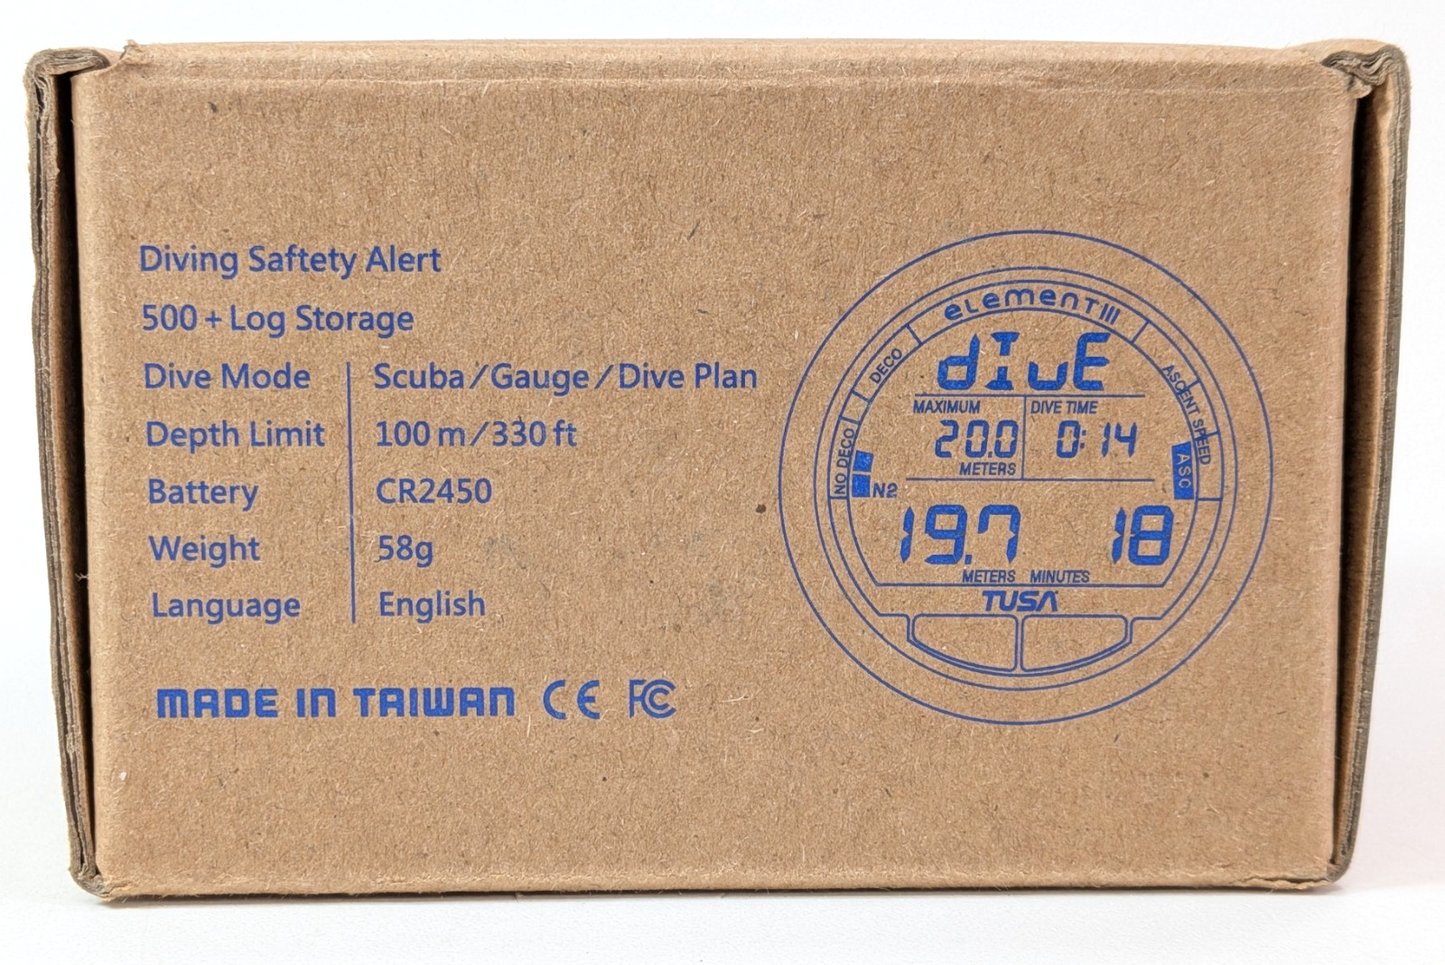 Diving Saftety Alert
500 + Log Storage
Dive Mode Scuba/Gauge/Dive Plan
Depth Limit 100 m/330 ft
Battery CR2450
Weight 58g
Language English
MADE IN TAIWAN CE FC
elementIII
dIvE
DECO
ASCENT SPEED
MAXIMUM DIVE TIME
20.0 0:14
METERS
NO DECO
ASC
N2
19.7 18
METERS MINUTES
TUSA